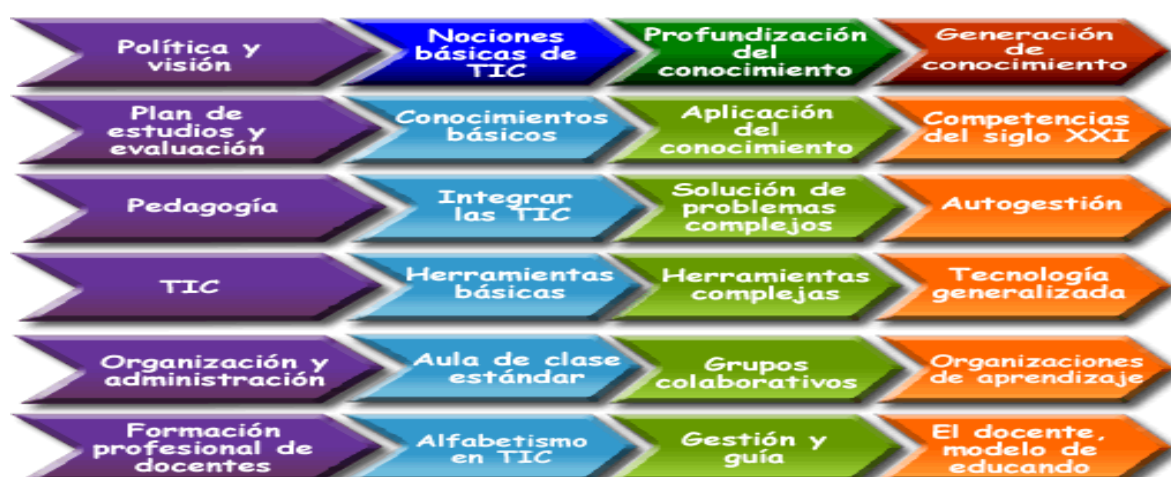 Política y
visión
Nociones
básicas de
TIC
Profundización
del
conocimiento
Generación
de
conocimiento
Plan de
estudios y
evaluación
Conocimientos
básicos
Aplicación
del
conocimiento
Competencias
del siglo XXI
Pedagogía
Integrar
las TIC
Solución de
problemas
complejos
Autogestión
TIC
Herramientas
básicas
Herramientas
complejas
Tecnología
generalizada
Organización y
administración
Aula de clase
estándar
Grupos
colaborativos
Organizaciones
de aprendizaje
Formación
profesional de
docentes
Alfabetismo
en TIC
Gestión y
guía
El docente,
modelo de
educando